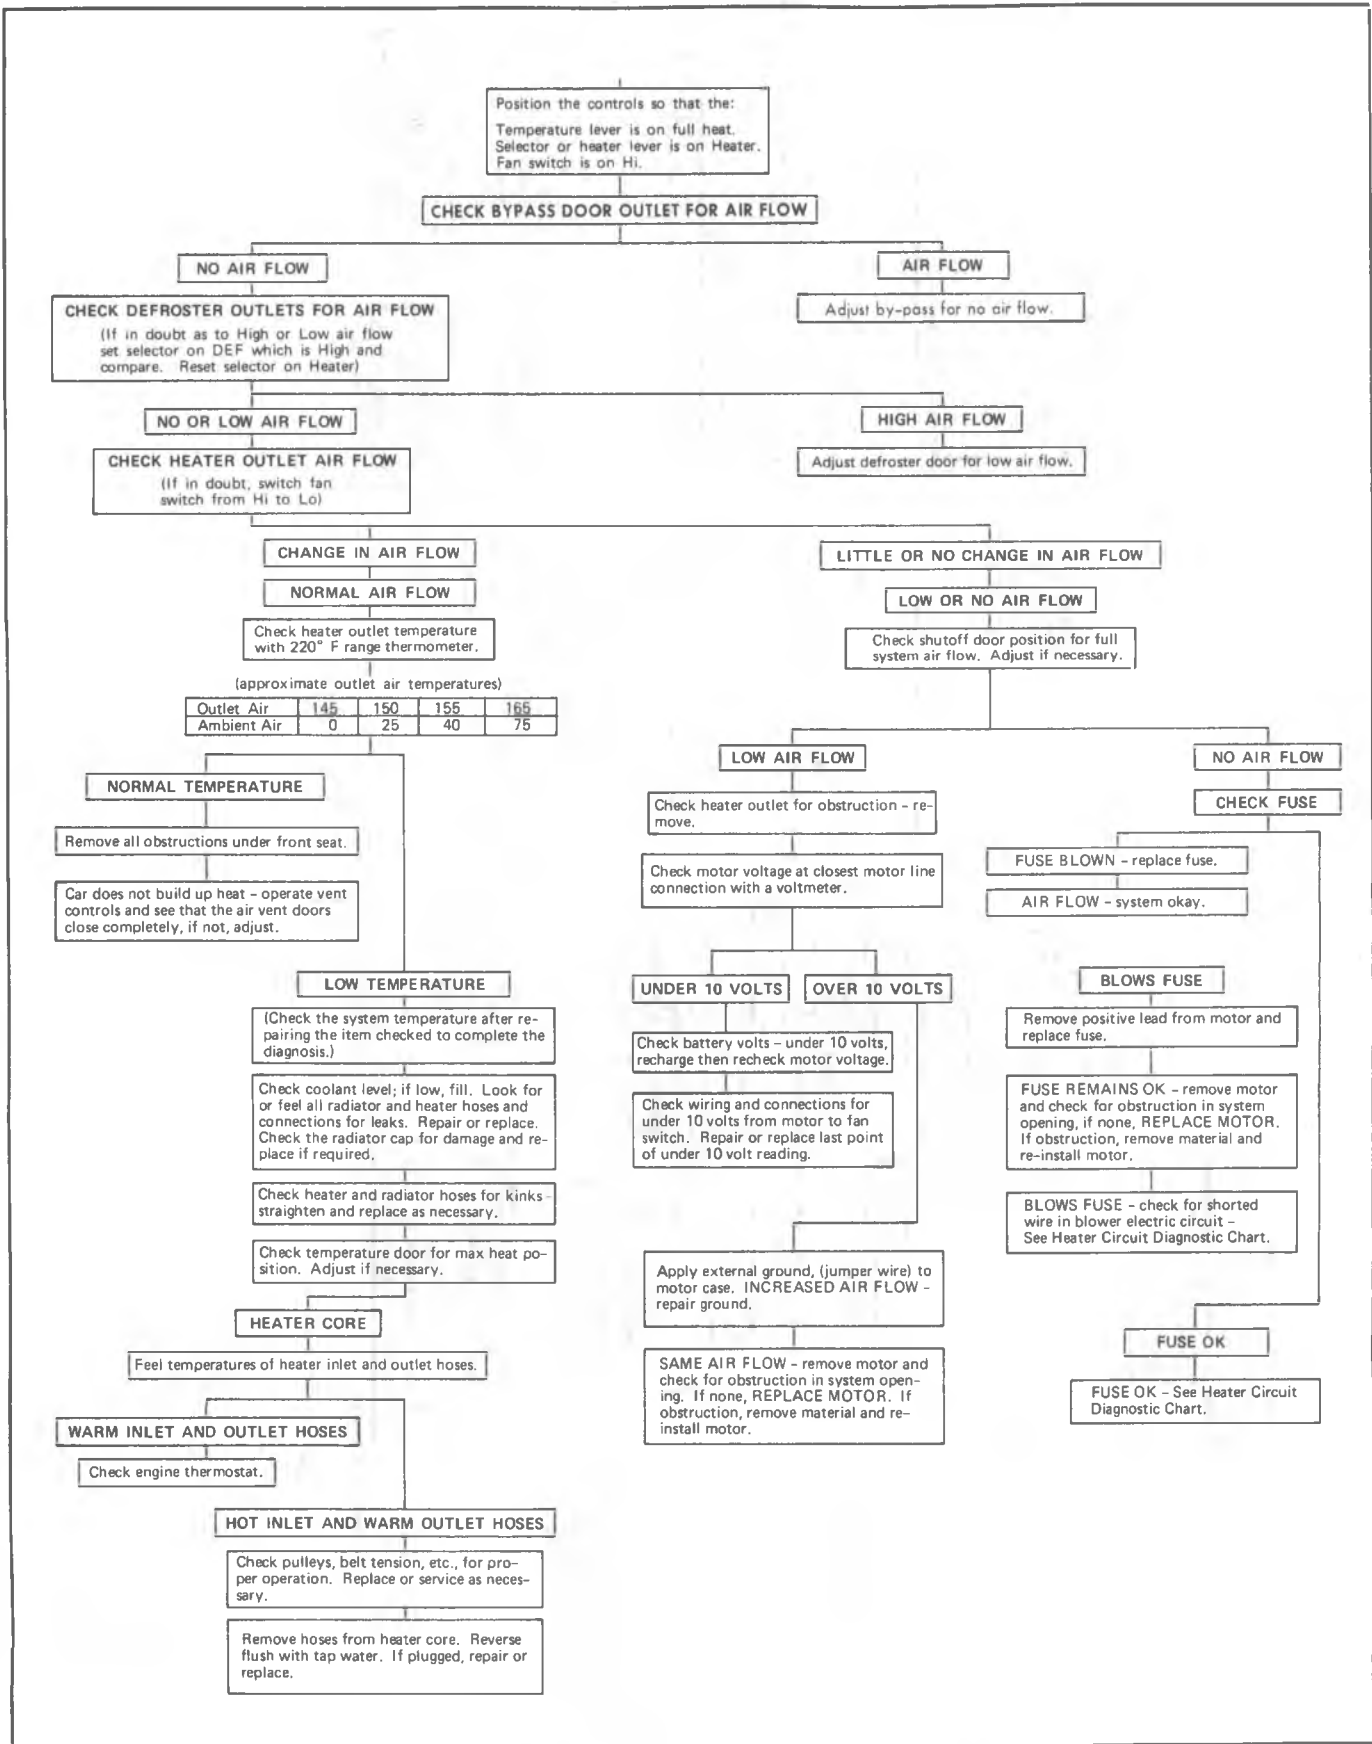 Position the controls so that the:
Temperature lever is on full heat.
Selector or heater lever is on Heater.
Fan switch is on Hi.
CHECK BYPASS DOOR OUTLET FOR AIR FLOW
NO AIR FLOW
AIR FLOW
CHECK DEFROSTER OUTLETS FOR AIR FLOW
(If in doubt as to High or Low air flow
set selector on DEF which is High and
compare. Reset selector on Heater)
Adjust by-pass for no air flow.
NO OR LOW AIR FLOW
HIGH AIR FLOW
CHECK HEATER OUTLET AIR FLOW
(If in doubt, switch fan
switch from Hi to Lo)
Adjust defroster door for low air flow.
CHANGE IN AIR FLOW
LITTLE OR NO CHANGE IN AIR FLOW
NORMAL AIR FLOW
LOW OR NO AIR FLOW
Check heater outlet temperature
with 220° F range thermometer.
Check shutoff door position for full
system air flow. Adjust if necessary.
(approximate outlet air temperatures)
Outlet Air 145 150 155 165
Ambient Air 0 25 40 75
NORMAL TEMPERATURE
Remove all obstructions under front seat.
Car does not build up heat – operate vent
controls and see that the air vent doors
close completely, if not, adjust.
LOW TEMPERATURE
(Check the system temperature after re-
pairing the item checked to complete the
diagnosis.)
Check coolant level; if low, fill. Look for
or feel all radiator and heater hoses and
connections for leaks. Repair or replace.
Check the radiator cap for damage and re-
place if required.
Check heater and radiator hoses for kinks –
straighten and replace as necessary.
Check temperature door for max heat po-
sition. Adjust if necessary.
HEATER CORE
Feel temperatures of heater inlet and outlet hoses.
WARM INLET AND OUTLET HOSES
Check engine thermostat.
HOT INLET AND WARM OUTLET HOSES
Check pulleys, belt tension, etc., for pro-
per operation. Replace or service as neces-
sary.
Remove hoses from heater core. Reverse
flush with tap water. If plugged, repair or
replace.
LOW AIR FLOW
Check heater outlet for obstruction – re-
move.
Check motor voltage at closest motor line
connection with a voltmeter.
UNDER 10 VOLTS
OVER 10 VOLTS
Check battery volts – under 10 volts,
recharge then recheck motor voltage.
Check wiring and connections for
under 10 volts from motor to fan
switch. Repair or replace last point
of under 10 volt reading.
Apply external ground, (jumper wire) to
motor case. INCREASED AIR FLOW –
repair ground.
SAME AIR FLOW – remove motor and
check for obstruction in system open-
ing. If none, REPLACE MOTOR. If
obstruction, remove material and re-
install motor.
NO AIR FLOW
CHECK FUSE
FUSE BLOWN – replace fuse.
AIR FLOW – system okay.
BLOWS FUSE
Remove positive lead from motor and
replace fuse.
FUSE REMAINS OK – remove motor
and check for obstruction in system
opening, if none, REPLACE MOTOR.
If obstruction, remove material and
re-install motor.
BLOWS FUSE – check for shorted
wire in blower electric circuit –
See Heater Circuit Diagnostic Chart.
FUSE OK
FUSE OK – See Heater Circuit
Diagnostic Chart.